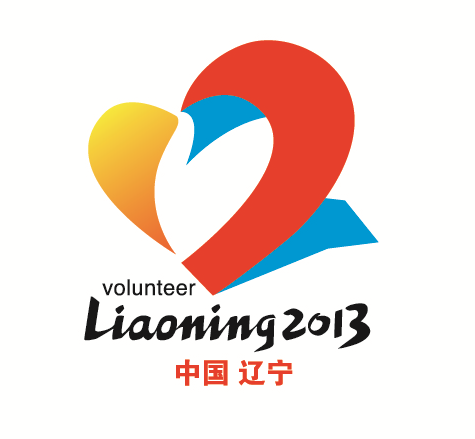 volunteer
Liaoning2013
中国 辽宁